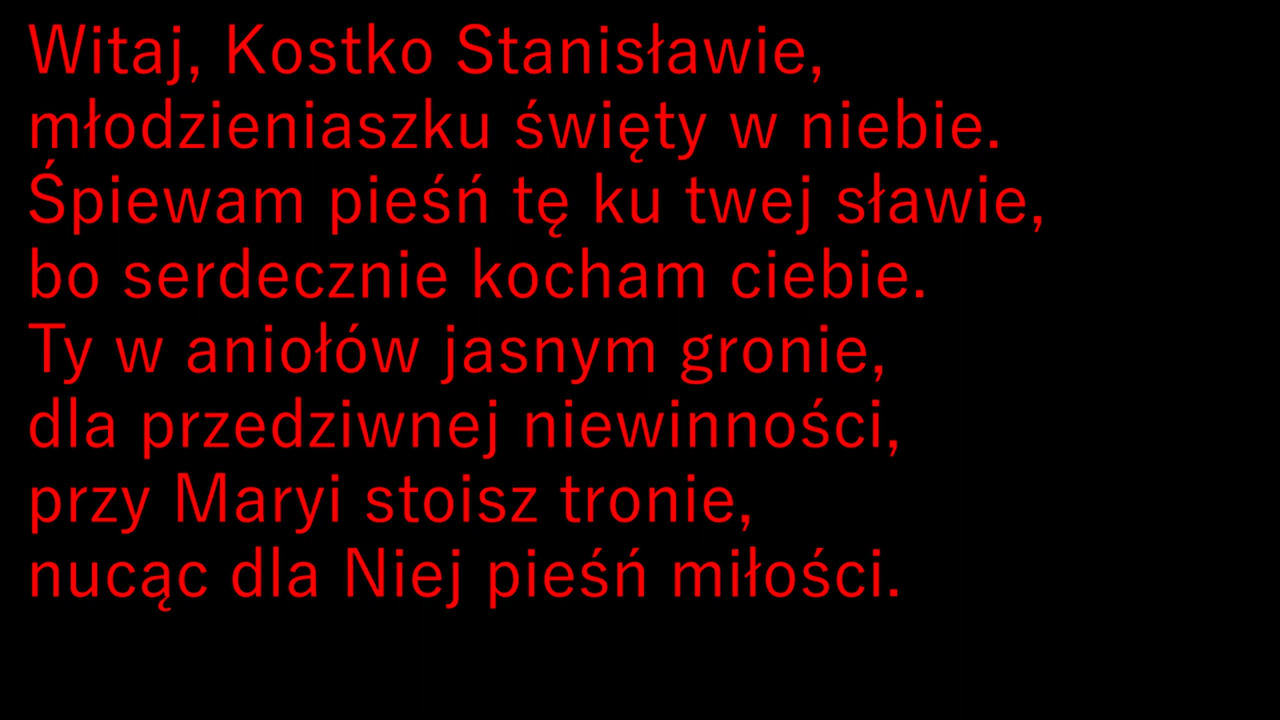 Witaj, Kostko Stanisławie,
młodzieniaszku święty w niebie.
Śpiewam pieśń tę ku twej sławie,
bo serdecznie kocham ciebie.
Ty w aniołów jasnym gronie,
dla przedziwnej niewinności,
przy Maryi stoisz tronie,
nucąc dla Niej pieśń miłości.